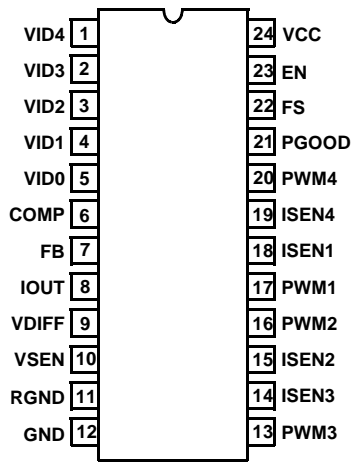 VID4 1 24 VCC
VID3 2 23 EN
VID2 3 22 FS
VID1 4 21 PGOOD
VID0 5 20 PWM4
COMP 6 19 ISEN4
FB 7 18 ISEN1
IOUT 8 17 PWM1
VDIFF 9 16 PWM2
VSEN 10 15 ISEN2
RGND 11 14 ISEN3
GND 12 13 PWM3